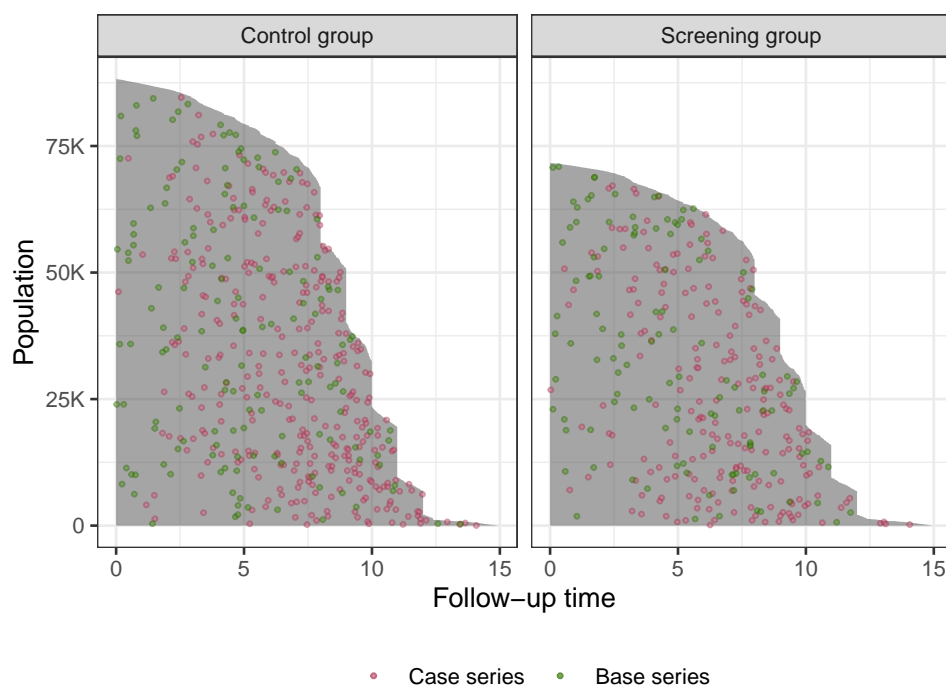 Control group Screening group
75K
50K
25K
0
Population
0 5 10 15 0 5 10 15
Follow−up time
Case series Base series